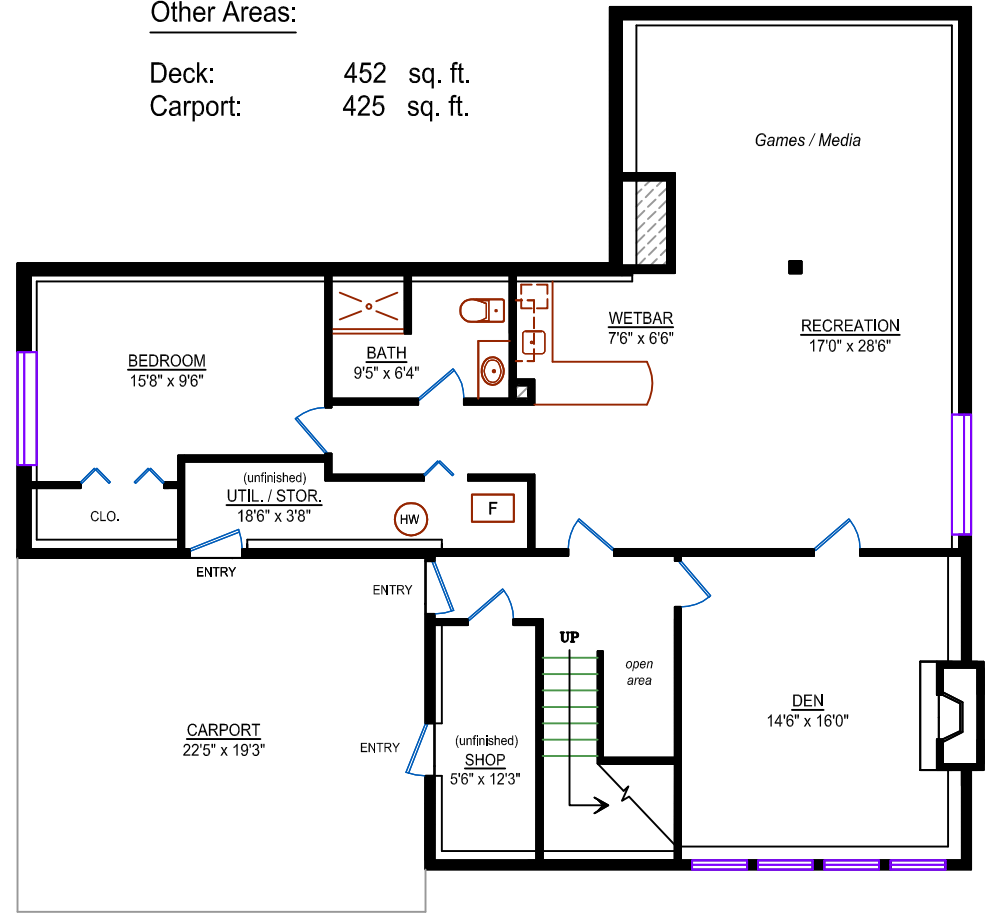 Other Areas:
Deck: 452 sq. ft.
Carport: 425 sq. ft.
Games / Media
WETBAR
7'6" x 6'6"
RECREATION
17'0" x 28'6"
BEDROOM
15'8" x 9'6"
BATH
9'5" x 6'4"
(unfinished)
UTIL. / STOR.
18'6" x 3'8"
CLO.
HW
F
ENTRY
ENTRY
UP
open
area
DEN
14'6" x 16'0"
CARPORT
22'5" x 19'3"
ENTRY
(unfinished)
SHOP
5'6" x 12'3"